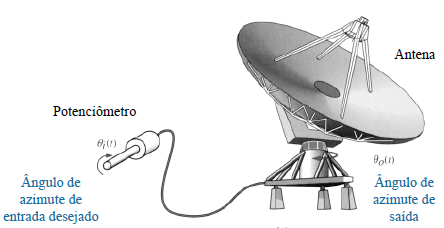 Antena
Potenciômetro
θi(t)
θo(t)
Ângulo de
azimute de
entrada desejado
Ângulo de
azimute de
saída